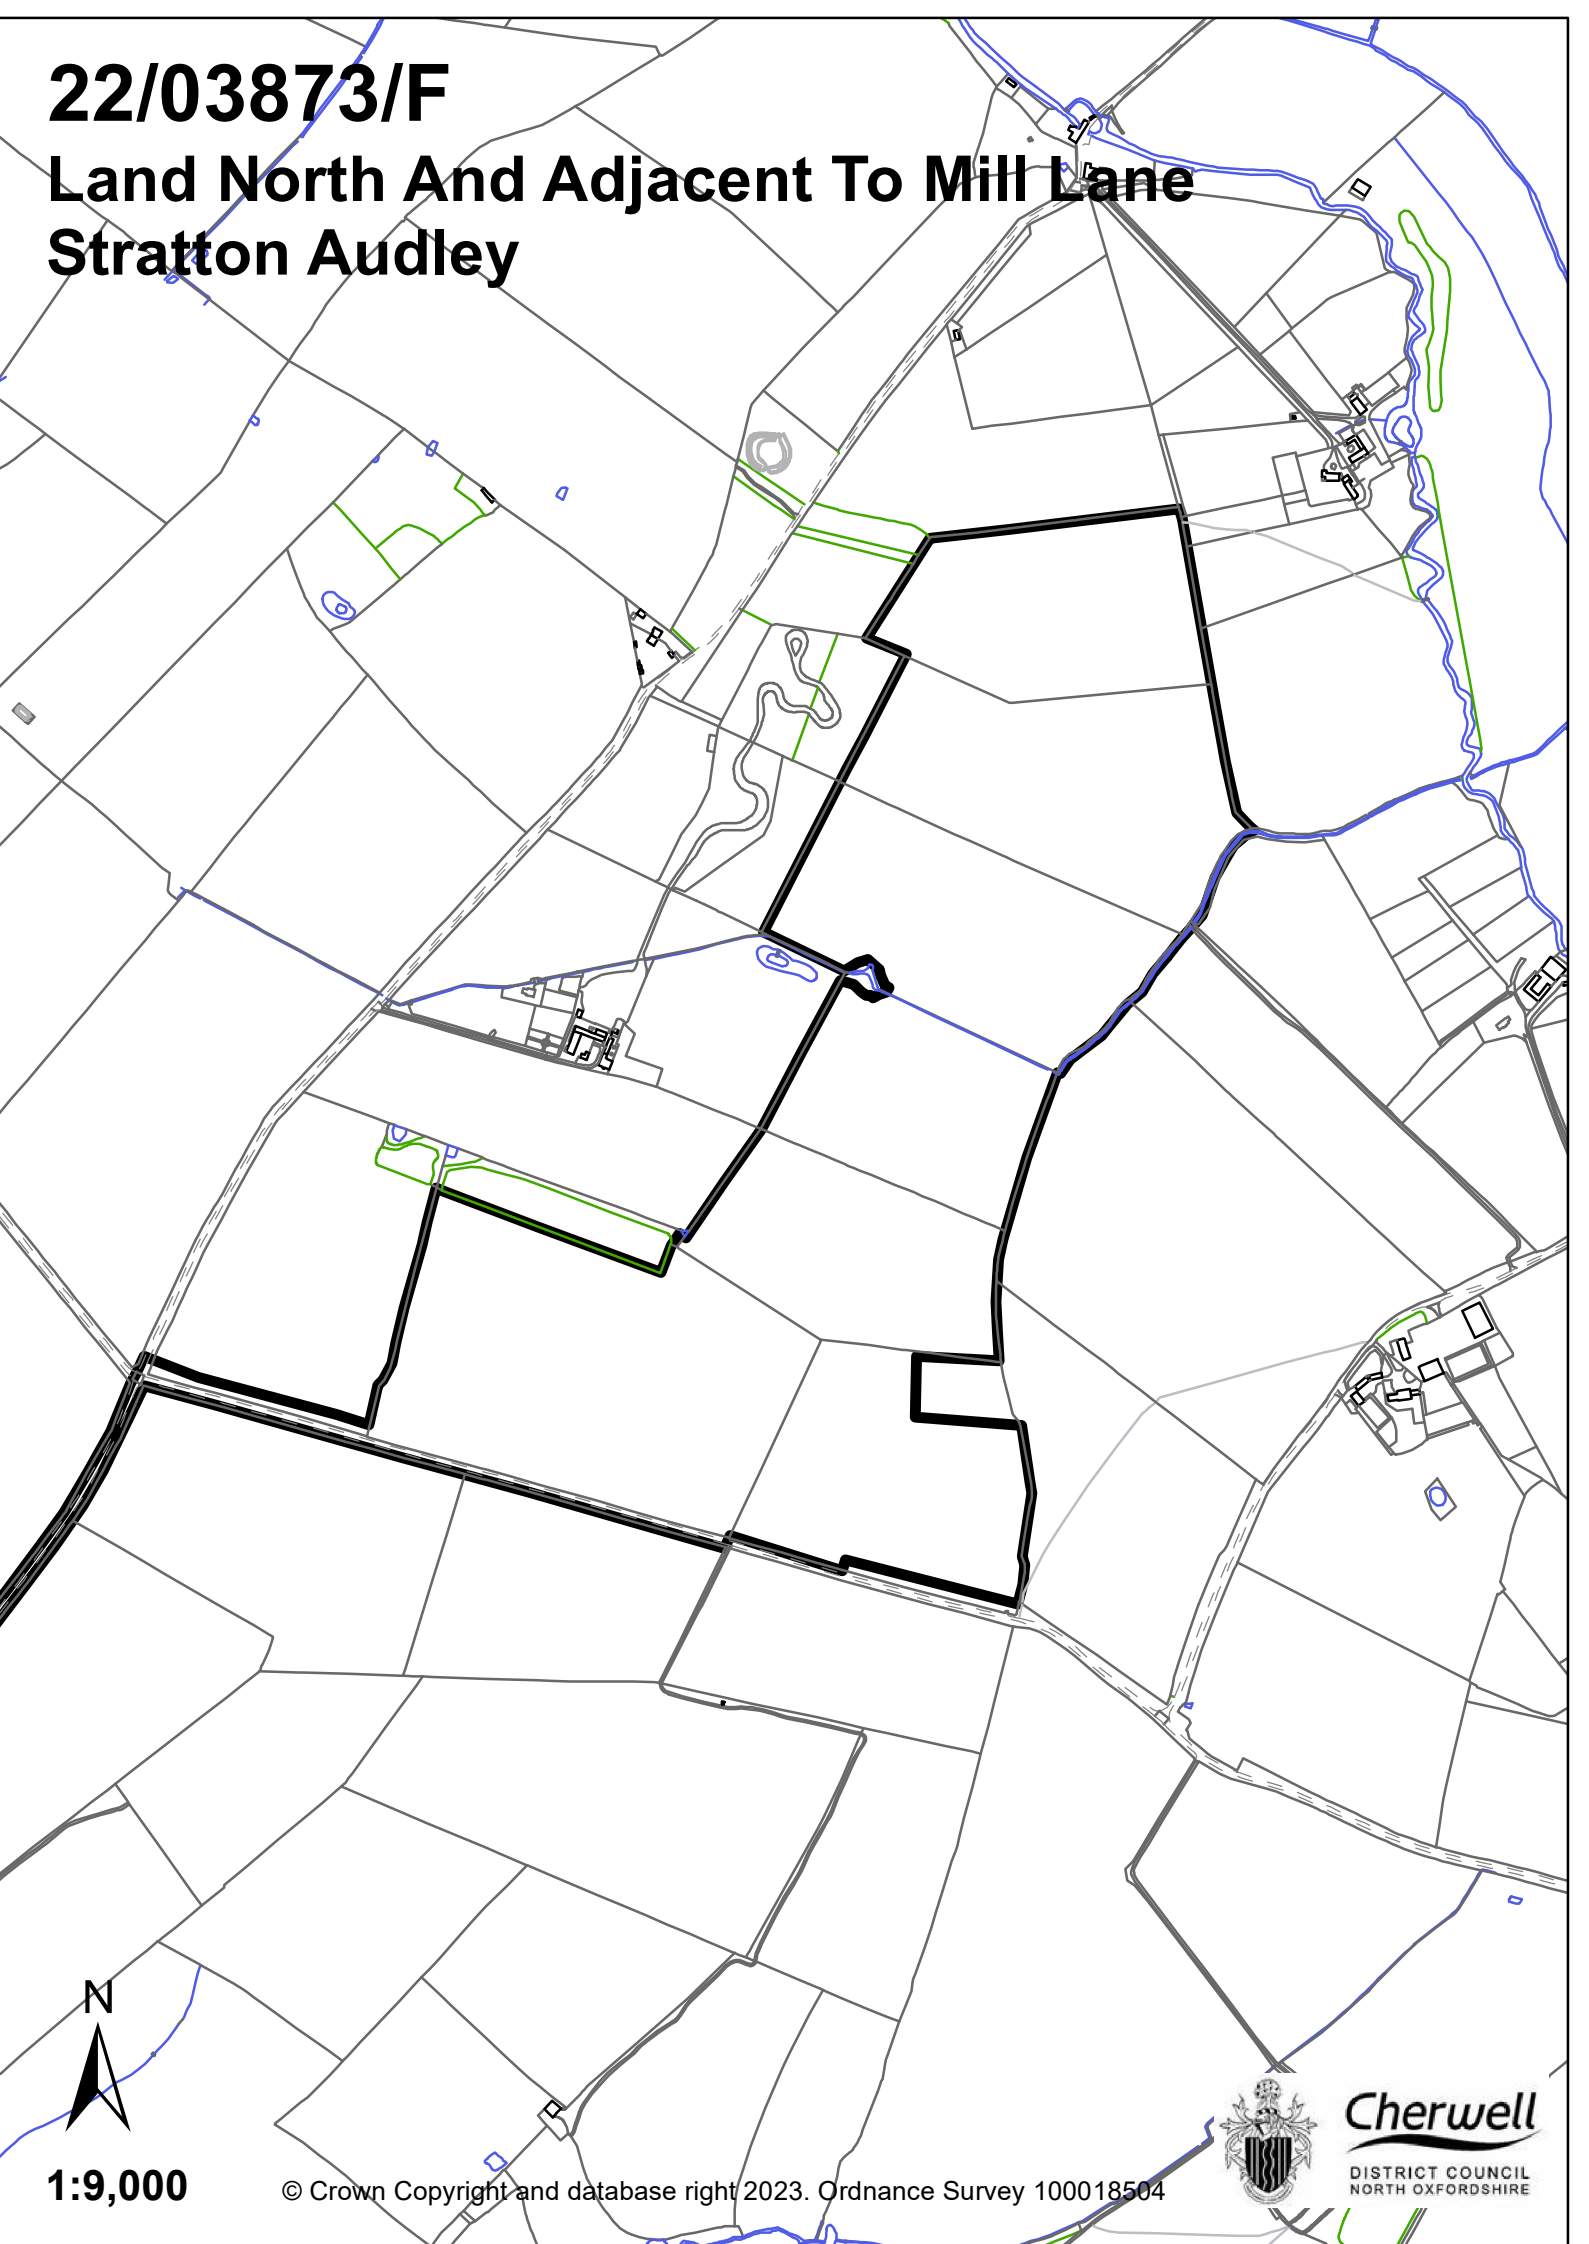 22/03873/F
Land North And Adjacent To Mill Lane
Stratton Audley
N
1:9,000
© Crown Copyright and database right 2023. Ordnance Survey 100018504
Cherwell
DISTRICT COUNCIL
NORTH OXFORDSHIRE